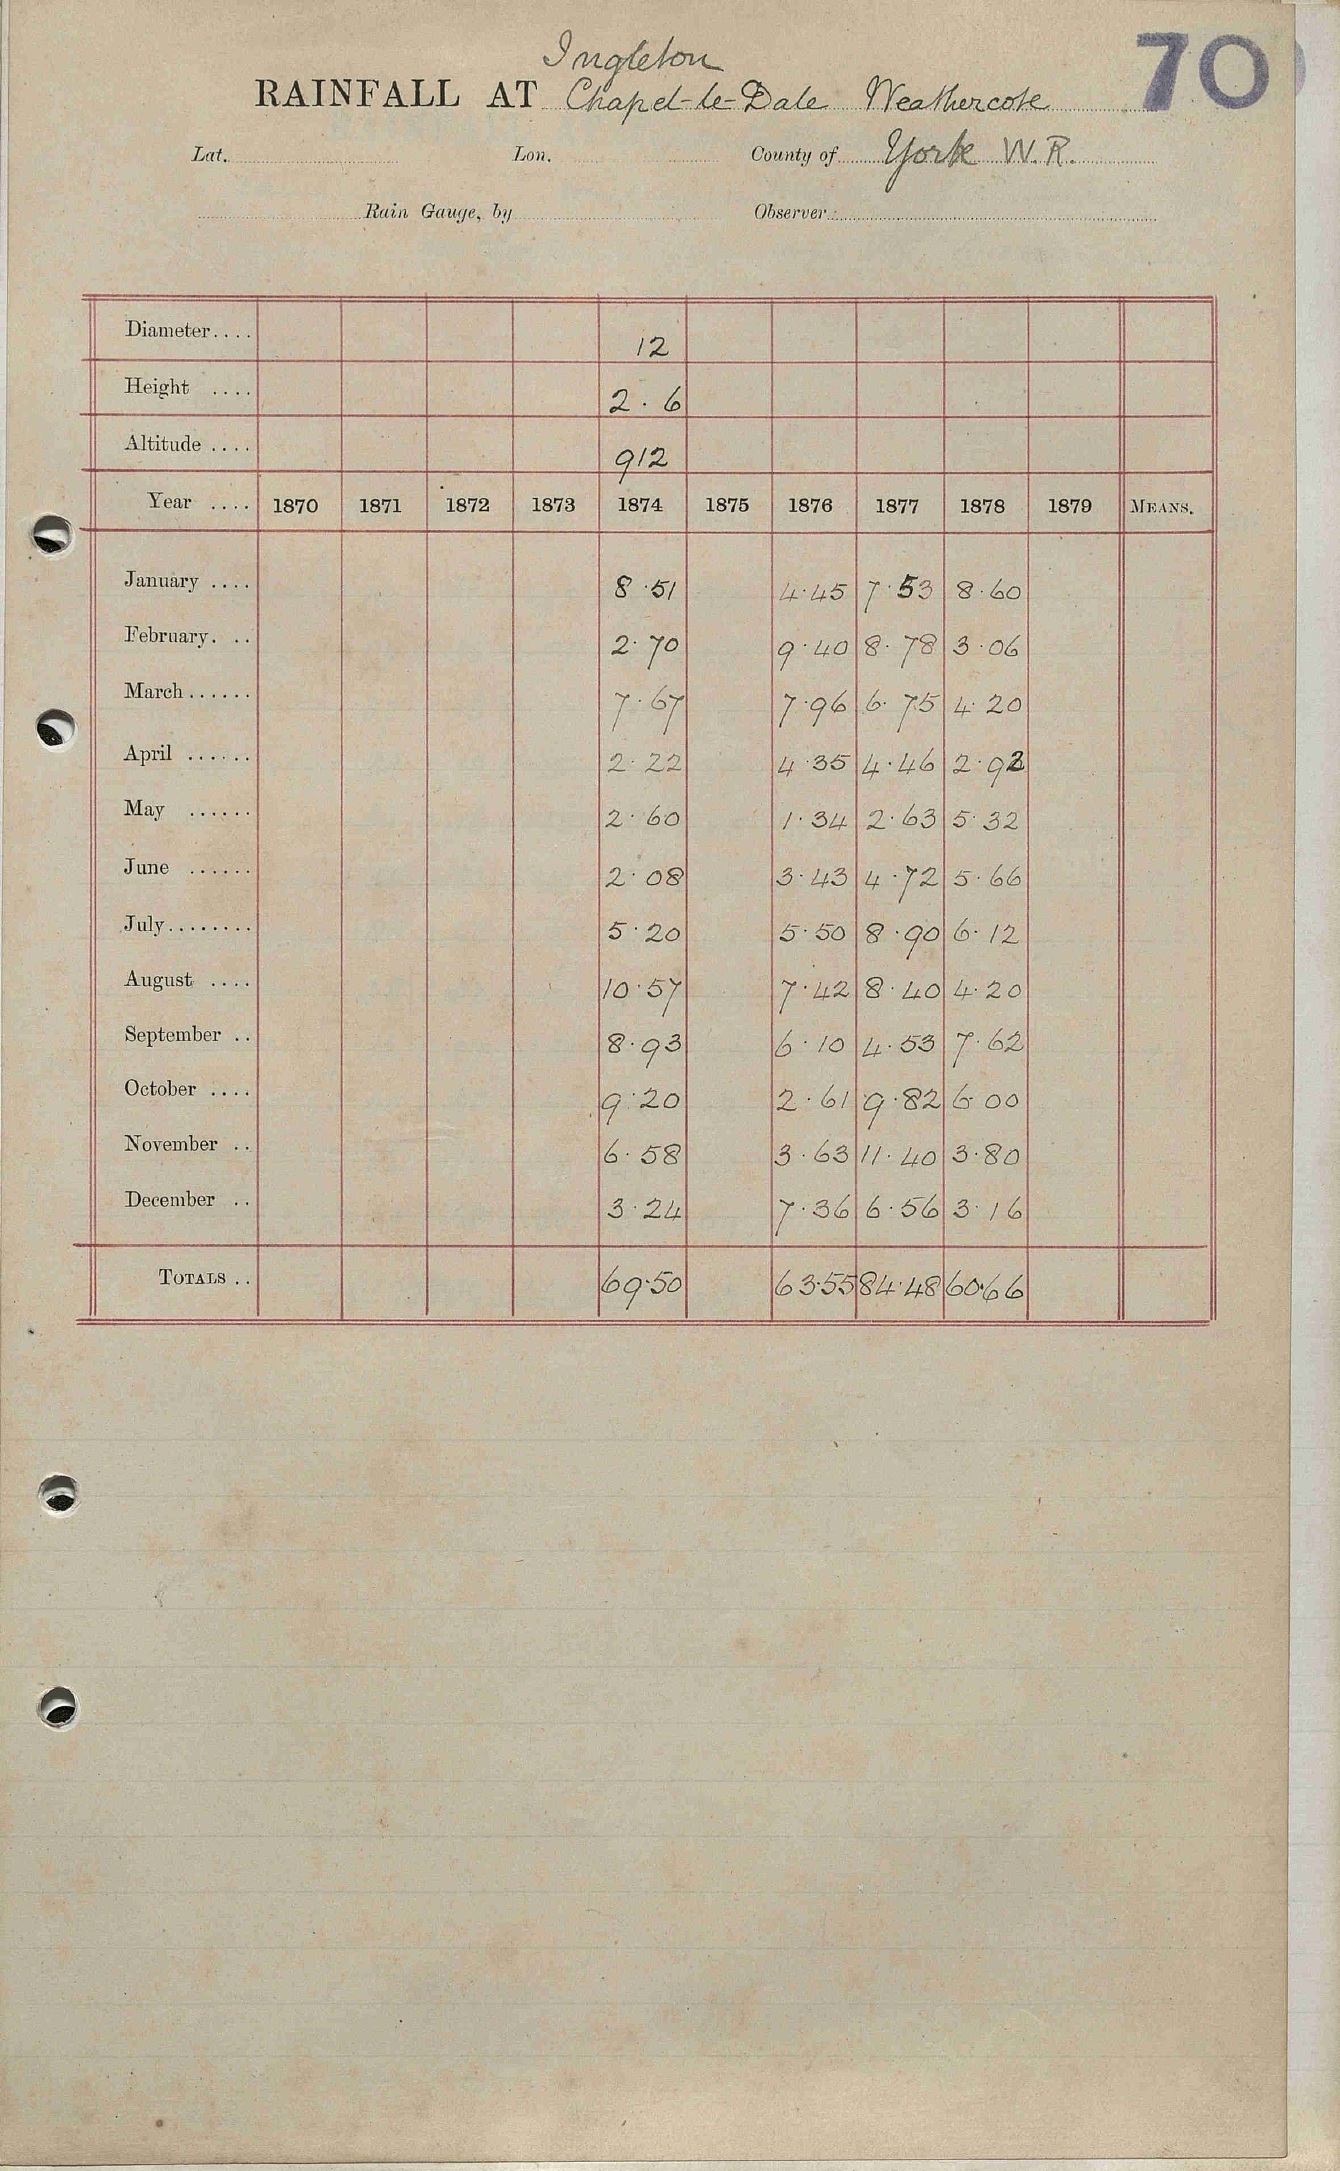 70
Ingleton
RAINFALL AT Chapel-le-Dale Weathercote
Lat. Lon. County of York W.R.
Rain Gauge, by Observer:
Diameter.... 12
Height .... 2.6
Altitude .... 912
Year .... 1870 1871 1872 1873 1874 1875 1876 1877 1878 1879 MEANS.
January .... 8.51 4.45 7.53 8.60
February. .. 2.70 9.40 8.78 3.06
March...... 7.67 7.96 6.75 4.20
April ...... 2.22 4.35 4.46 2.92
May ...... 2.60 1.34 2.63 5.32
June ...... 2.08 3.43 4.72 5.66
July........ 5.20 5.50 8.90 6.12
August .... 10.57 7.42 8.40 4.20
September .. 8.93 6.10 4.53 7.62
October .... 9.20 2.61 9.82 6.00
November .. 6.58 3.63 11.40 3.80
December .. 3.24 7.36 6.56 3.16
TOTALS .. 69.50 63.55 84.48 60.66